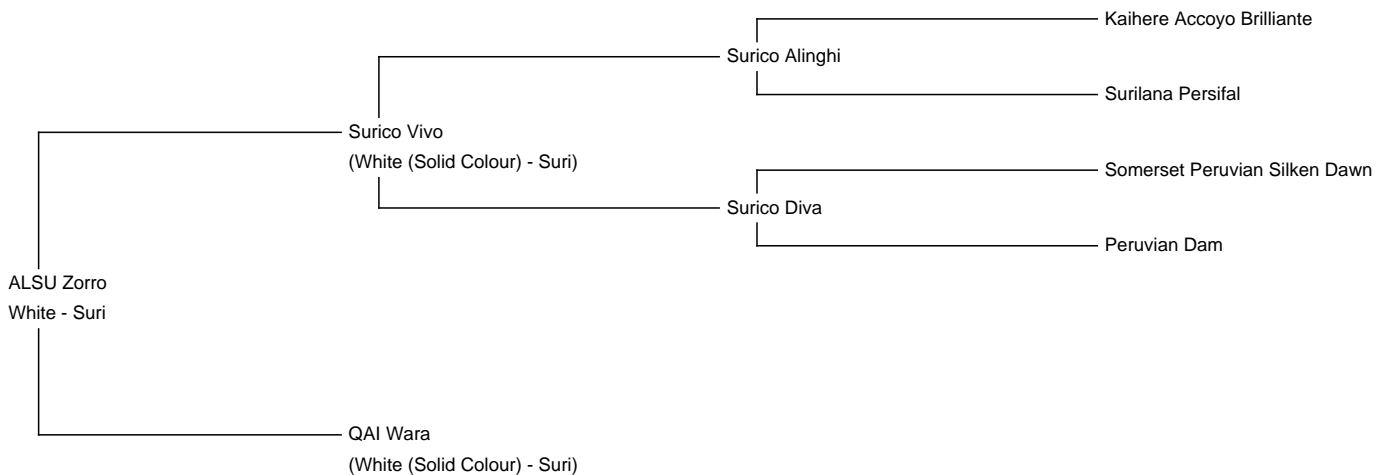 Kaihere Accoyo Brilliante
Surico Alinghi
Surilana Persifal
Surico Vivo
(White (Solid Colour) - Suri)
Somerset Peruvian Silken Dawn
Surico Diva
Peruvian Dam
ALSU Zorro
White - Suri
QAI Wara
(White (Solid Colour) - Suri)